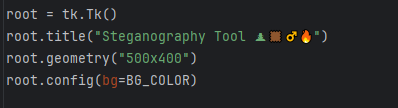 root = tk.Tk()
root.title("Steganography Tool 🕵🏾‍♂️🔥")
root.geometry("500x400")
root.config(bg=BG_COLOR)